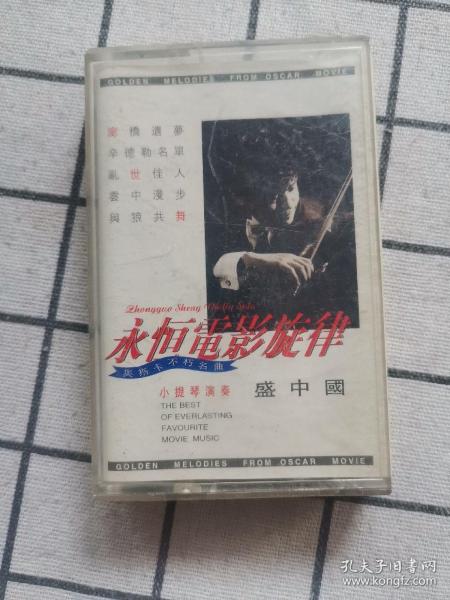 GOLDEN MELODIES FROM OSCAR MOVIE
廊橋遺夢
辛德勒名單
亂世佳人
雲中漫步
與狼共舞
Zhongguo Sheng Violin Solo
永恒電影旋律
奧斯卡不朽名曲
小提琴演奏 盛中國
THE BEST
OF EVERLASTING
FAVOURITE
MOVIE MUSIC
GOLDEN MELODIES FROM OSCAR MOVIE
孔夫子旧书网
www.kongfz.com